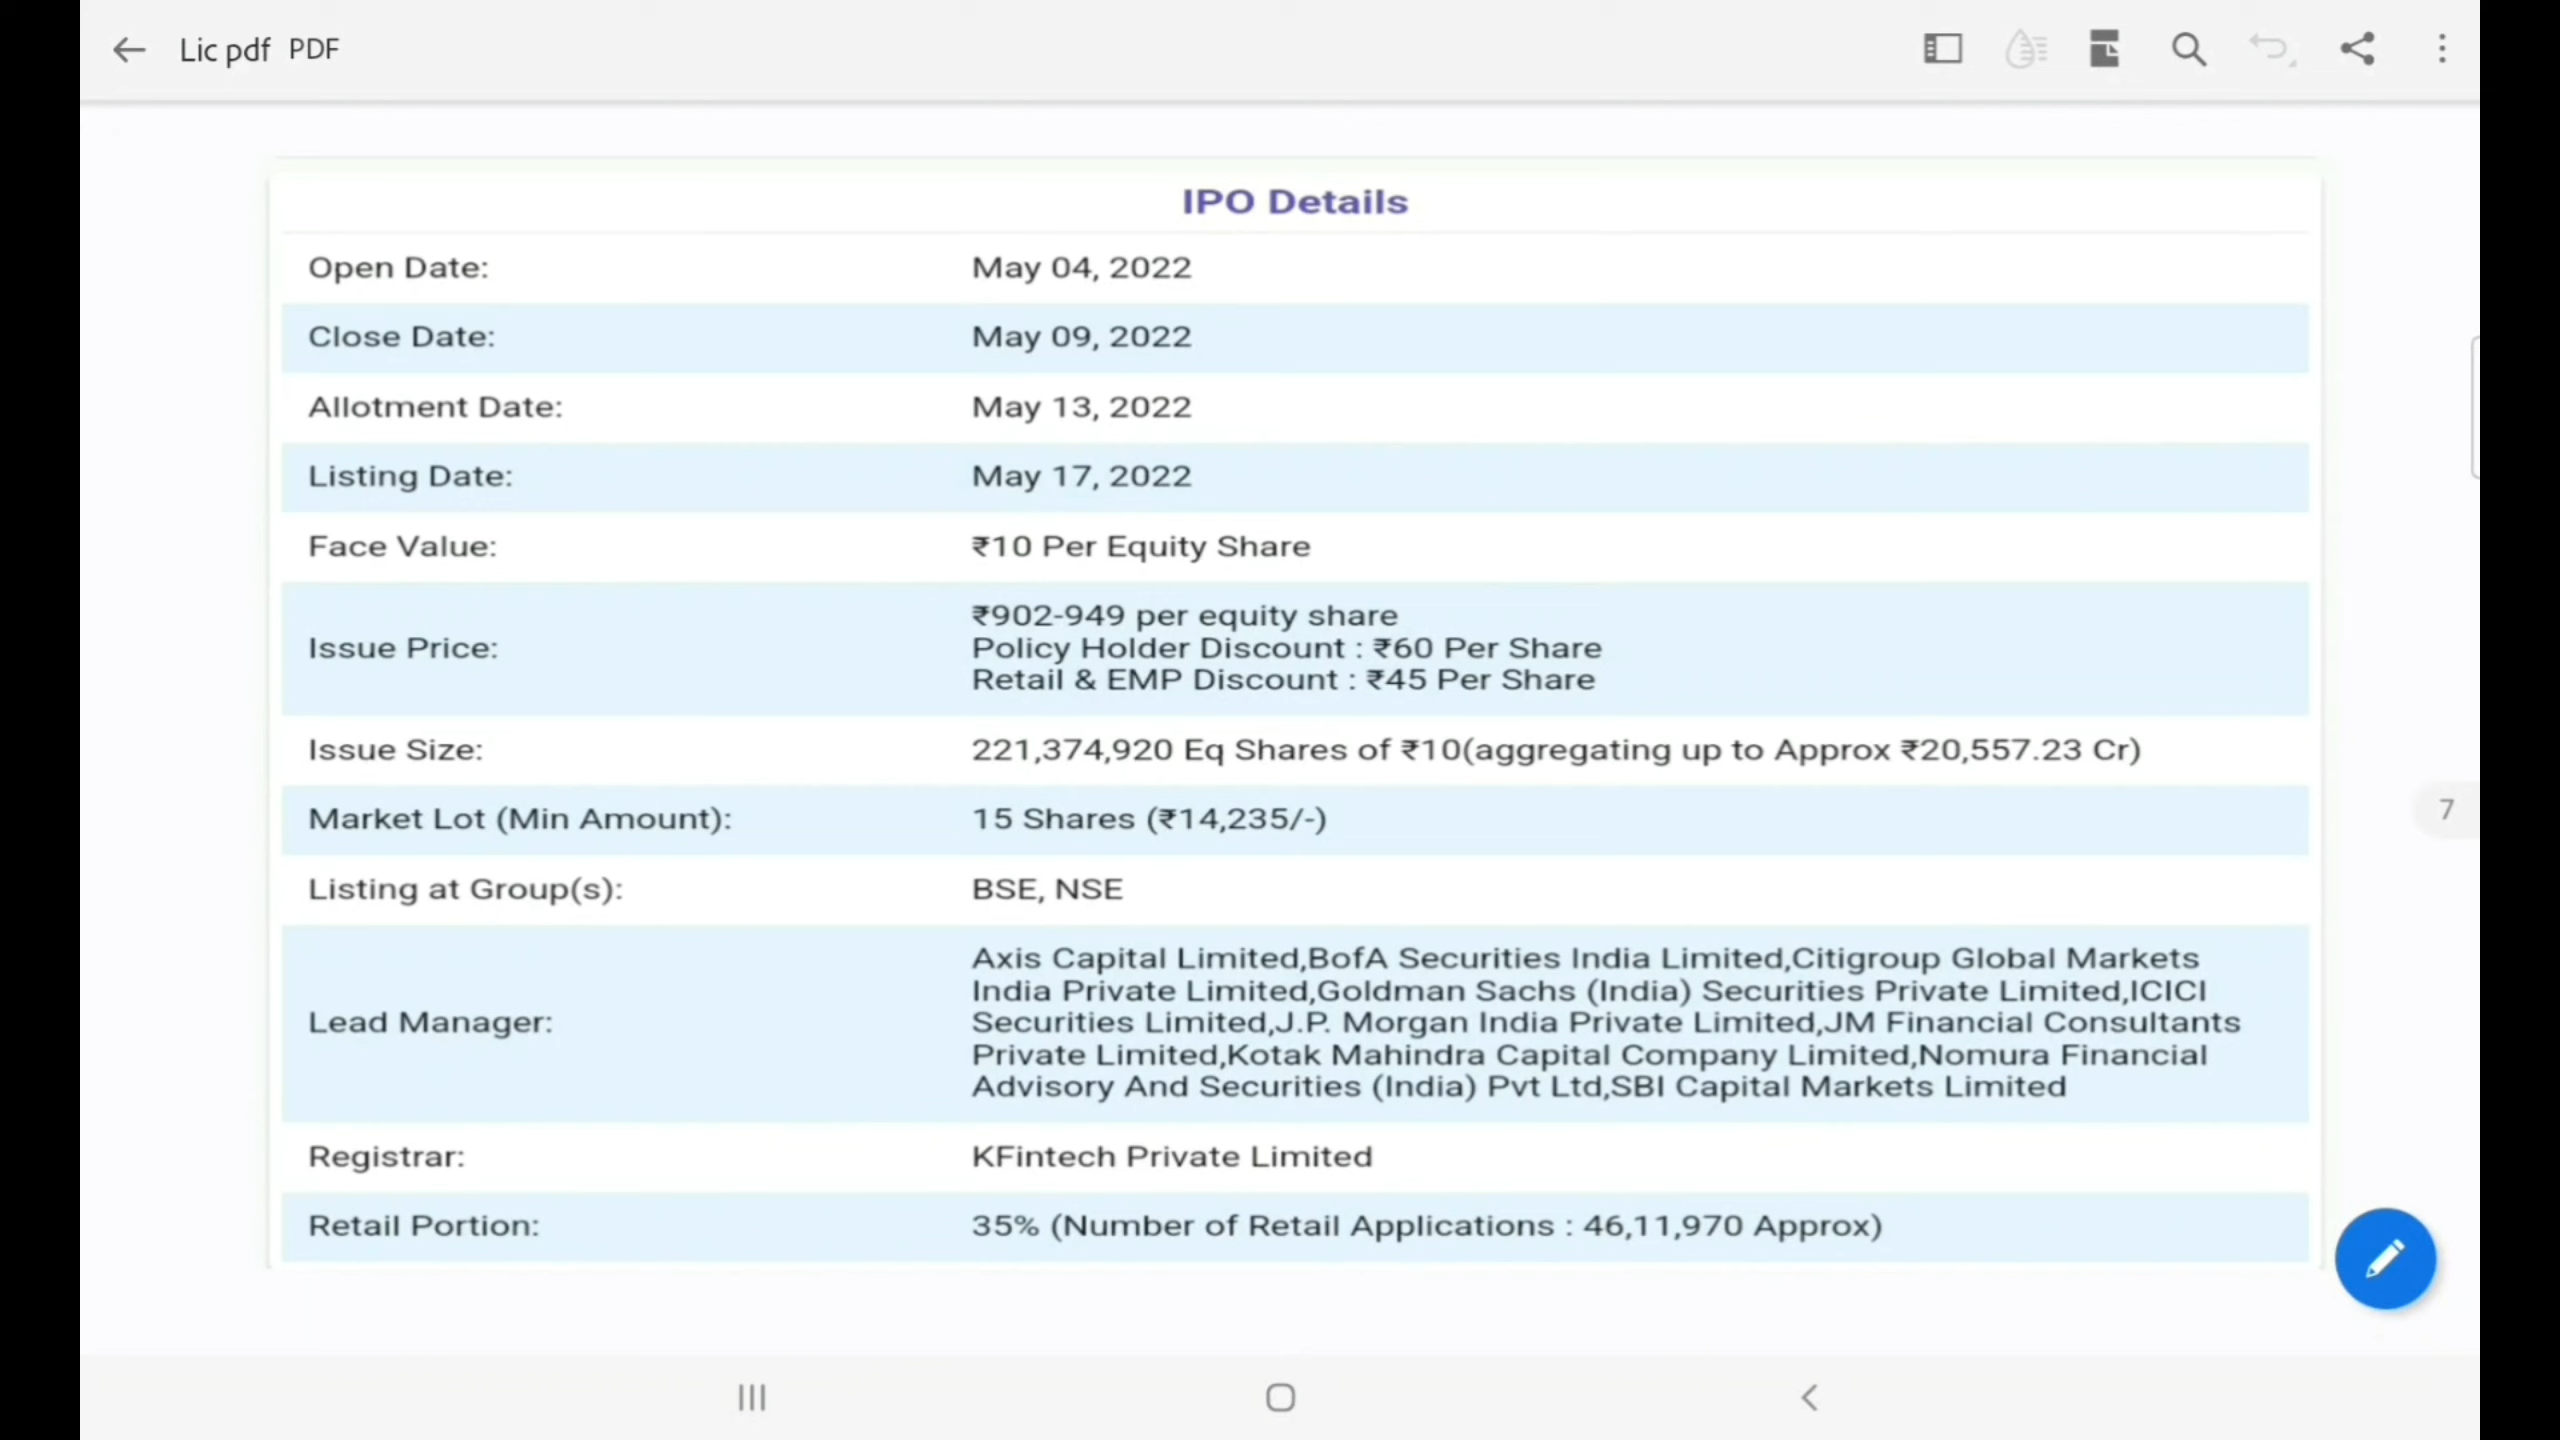 Lic pdf PDF
IPO Details
Open Date: May 04, 2022
Close Date: May 09, 2022
Allotment Date: May 13, 2022
Listing Date: May 17, 2022
Face Value: ₹10 Per Equity Share
Issue Price: ₹902-949 per equity share
Policy Holder Discount : ₹60 Per Share
Retail & EMP Discount : ₹45 Per Share
Issue Size: 221,374,920 Eq Shares of ₹10(aggregating up to Approx ₹20,557.23 Cr)
Market Lot (Min Amount): 15 Shares (₹14,235/-)
7
Listing at Group(s): BSE, NSE
Lead Manager: Axis Capital Limited,BofA Securities India Limited,Citigroup Global Markets
India Private Limited,Goldman Sachs (India) Securities Private Limited,ICICI
Securities Limited,J.P. Morgan India Private Limited,JM Financial Consultants
Private Limited,Kotak Mahindra Capital Company Limited,Nomura Financial
Advisory And Securities (India) Pvt Ltd,SBI Capital Markets Limited
Registrar: KFintech Private Limited
Retail Portion: 35% (Number of Retail Applications : 46,11,970 Approx)